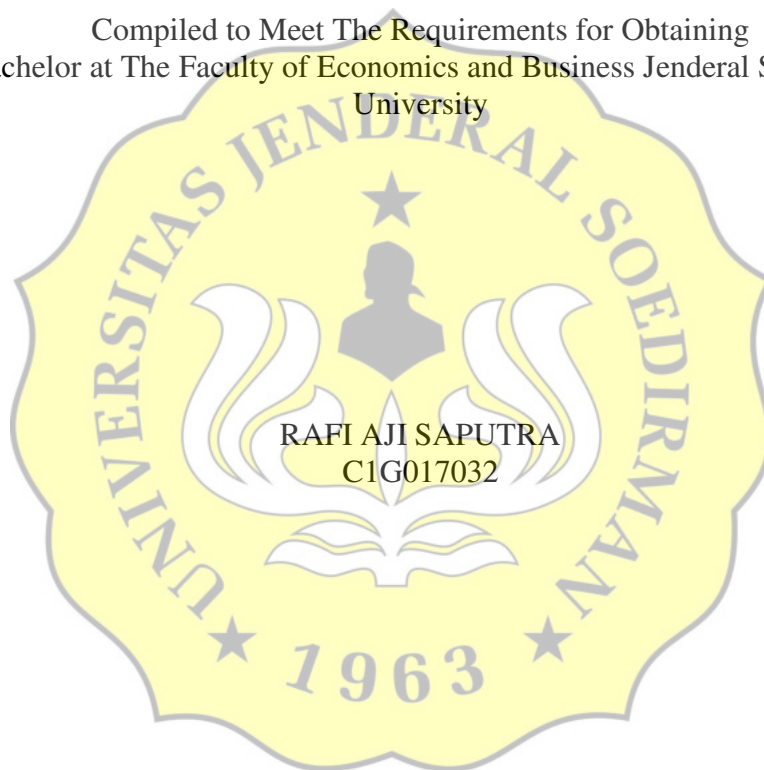 Compiled to Meet The Requirements for Obtaining
at The Faculty of Economics and Business Jenderal
University
UNIVERSITAS JENDERAL SOEDIRMAN
RAFI AJI SAPUTRA
C1G017032
1963